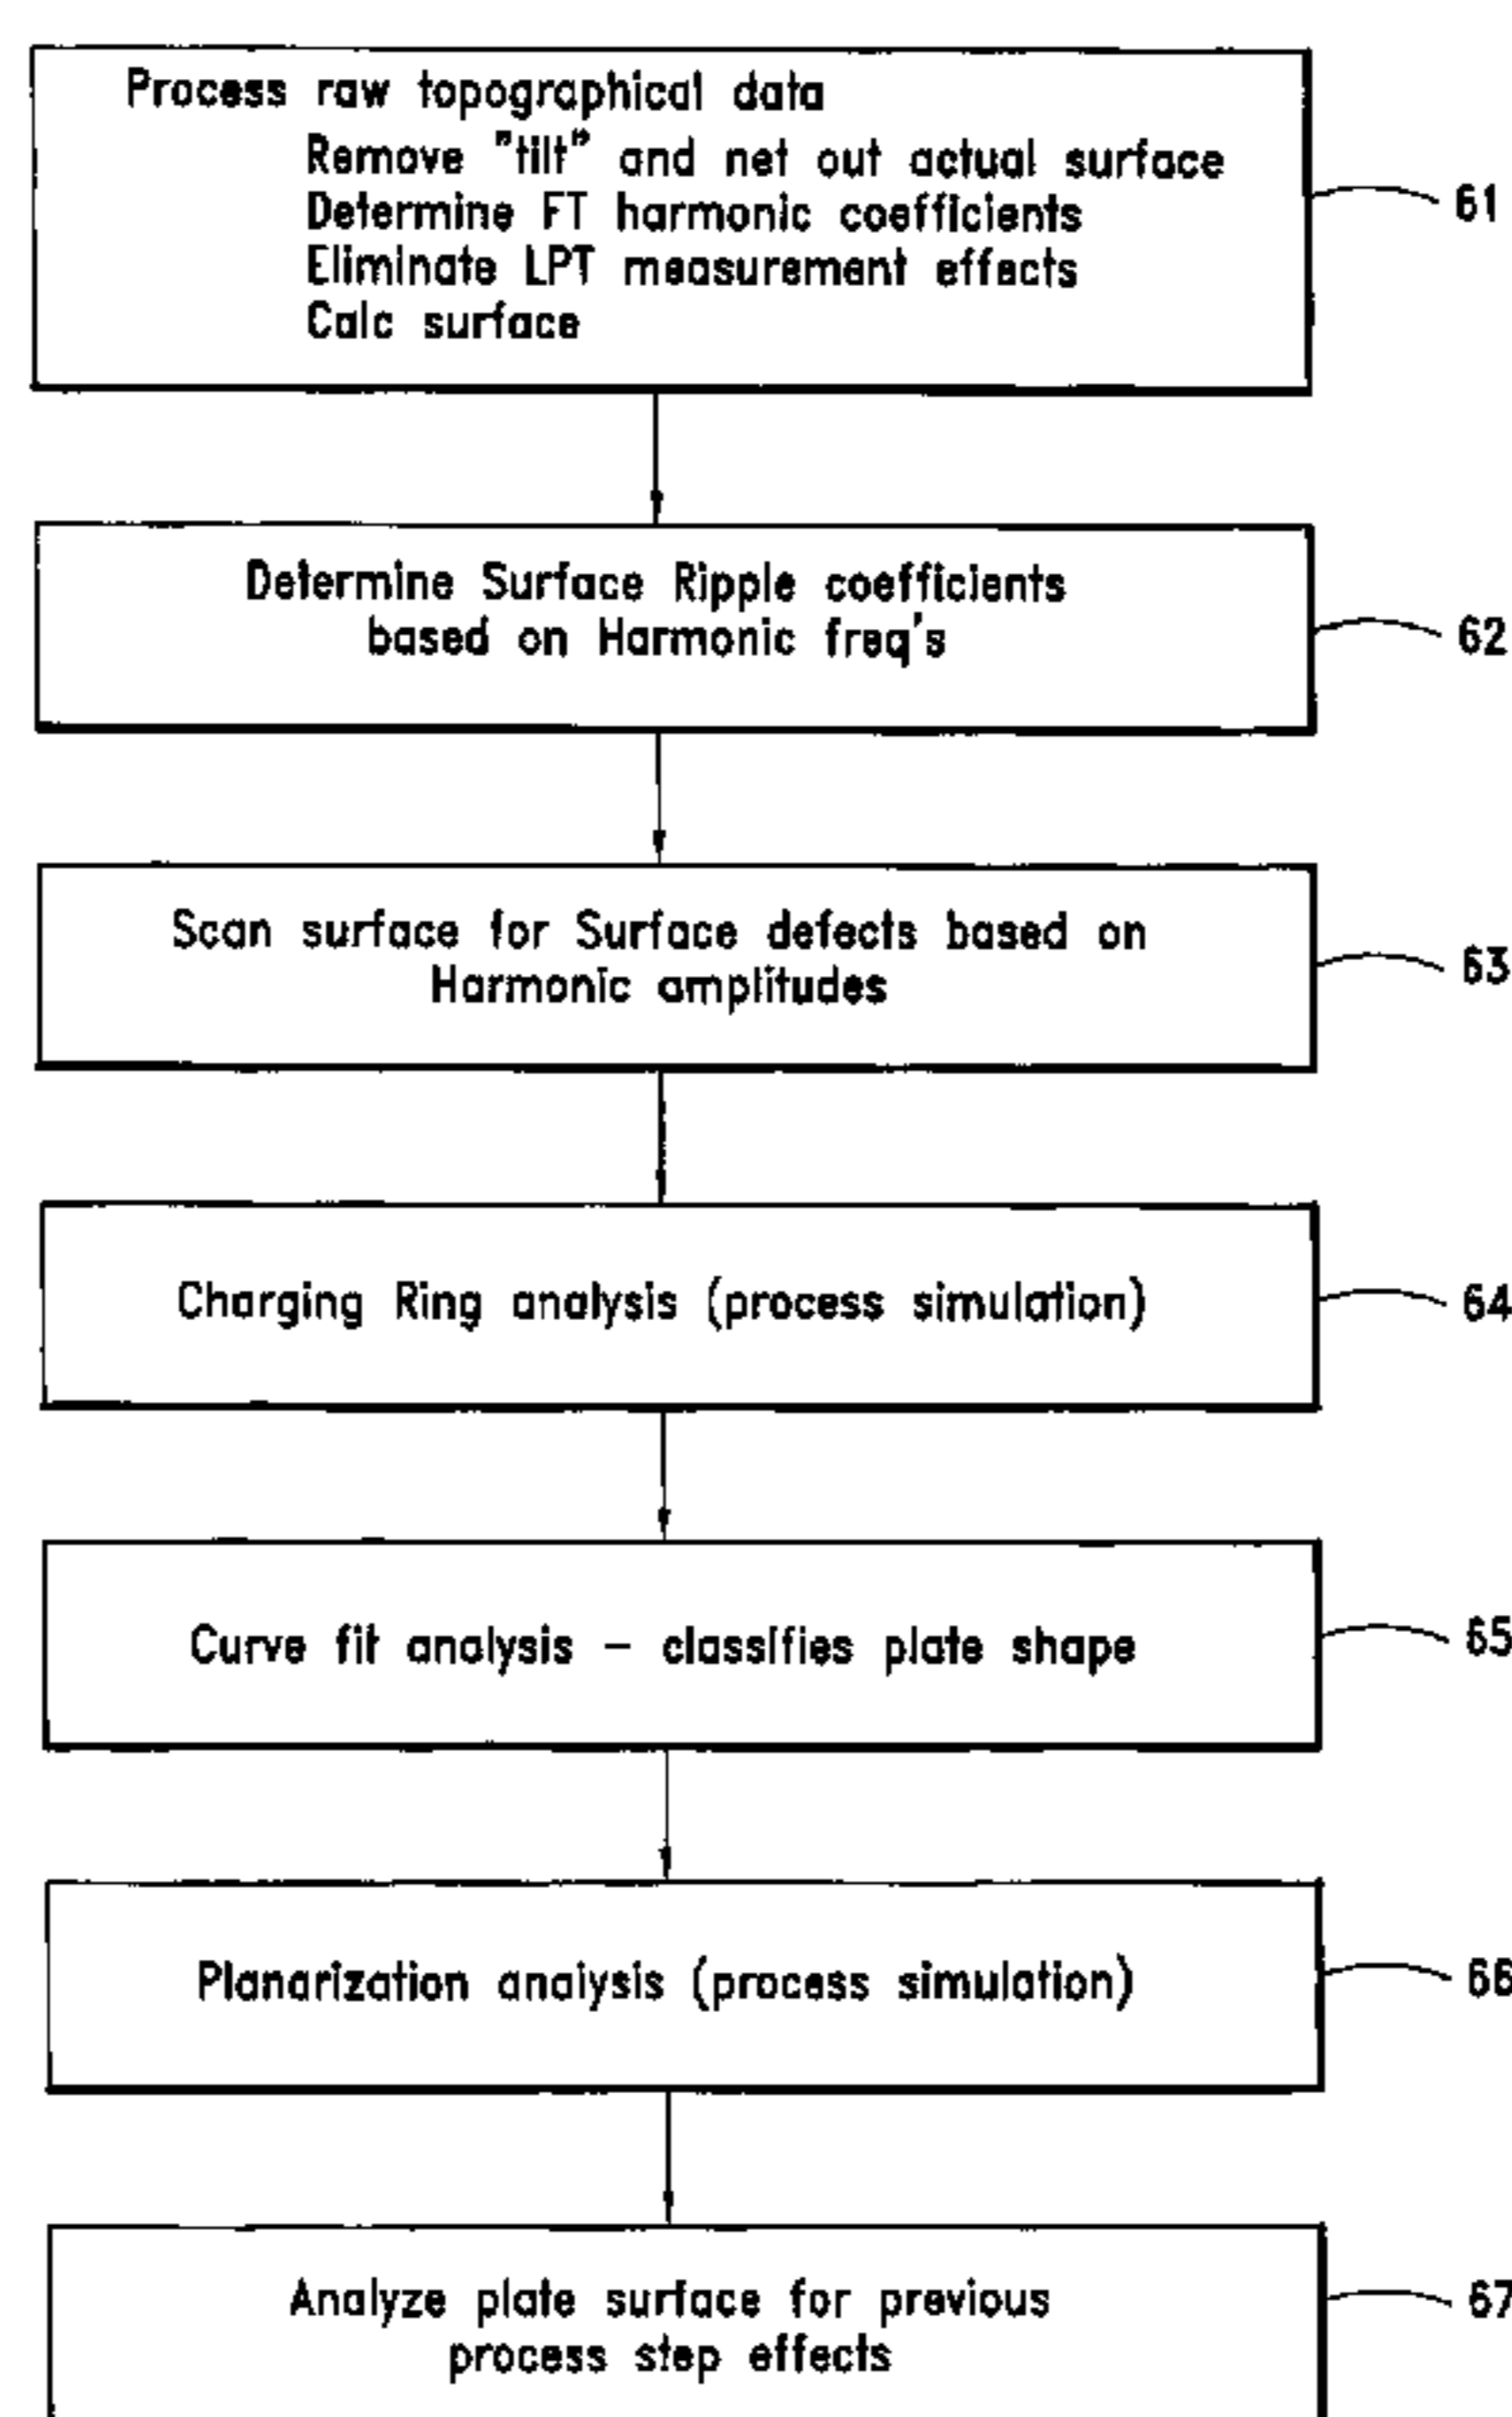 Process raw topographical data
Remove "tilt" and net out actual surface
Determine FT harmonic coefficients
Eliminate LPT measurement effects
Calc surface
61
Determine Surface Ripple coefficients
based on Harmonic freq's
62
Scan surface for Surface defects based on
Harmonic amplitudes
63
Charging Ring analysis (process simulation)
64
Curve fit analysis – classifies plate shape
65
Planarization analysis (process simulation)
66
Analyze plate surface for previous
process step effects
67